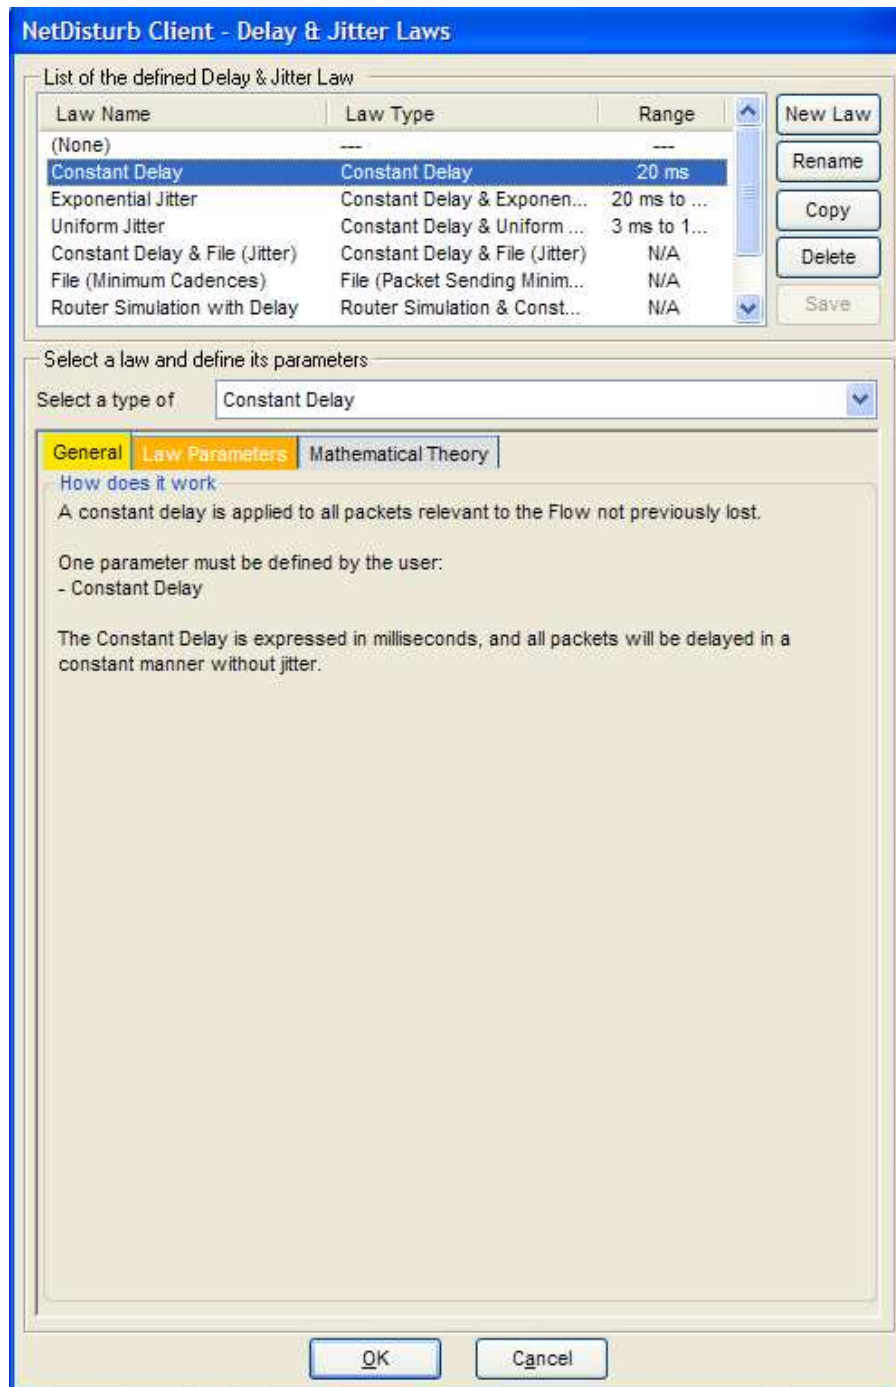 NetDisturb Client - Delay & Jitter Laws
List of the defined Delay & Jitter Law
Law Name Law Type Range
(None) --- ---
Constant Delay Constant Delay 20 ms
Exponential Jitter Constant Delay & Exponen... 20 ms to ...
Uniform Jitter Constant Delay & Uniform ... 3 ms to 1...
Constant Delay & File (Jitter) Constant Delay & File (Jitter) N/A
File (Minimum Cadences) File (Packet Sending Minim... N/A
Router Simulation with Delay Router Simulation & Const... N/A
New Law
Rename
Copy
Delete
Save
Select a law and define its parameters
Select a type of Constant Delay
General Law Parameters Mathematical Theory
How does it work
A constant delay is applied to all packets relevant to the Flow not previously lost.
One parameter must be defined by the user:
- Constant Delay
The Constant Delay is expressed in milliseconds, and all packets will be delayed in a
constant manner without jitter.
OK Cancel